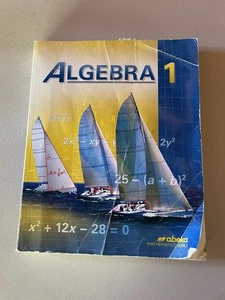 ALGEBRA 1
2x² - xy
2y²
25 - (a + b)²
x² + 12x - 28 = 0
abeka